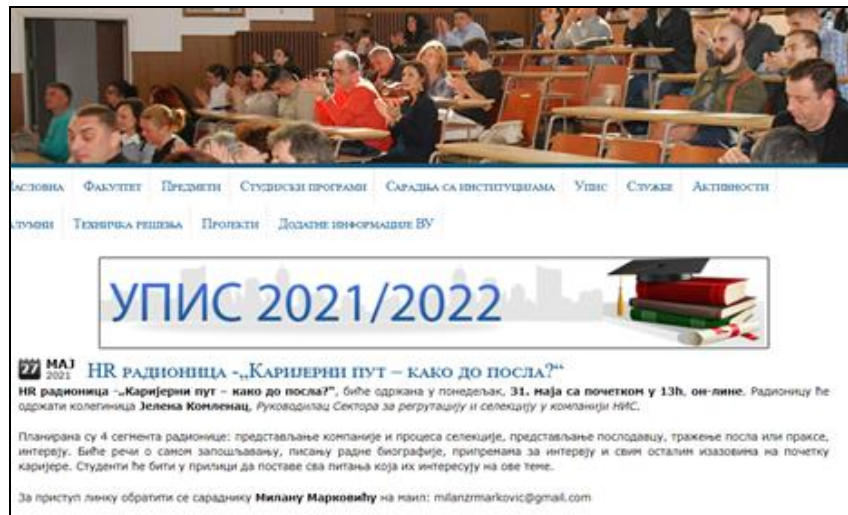 АСЛОВНА ФАКУЛТЕТ ПРЕДМЕТИ СТУДИЈСКИ ПРОГРАМИ САРАДЊА СА ИНСТИТУЦИЈАМА УПИС СЛУЖБЕ АКТИВНОСТИ
ЛУМНИ ТЕХНИЧКА РЕШЕЊА ПРОЈЕКТИ ДОДАТНЕ ИНФОРМАЦИЈЕ ВУ
УПИС 2021/2022
27 МАЈ 2021 HR РАДИОНИЦА -„КАРИЈЕРНИ ПУТ – КАКО ДО ПОСЛА?“
HR радионица -„Каријерни пут – како до посла?“, биће одржана у понедељак, 31. маја са почетком у 13h, он-лине. Радионицу ће
одржати колегиница Јелена Комленац, Руководилац Сектора за регрутацију и селекцију у компанији НИС.
Планирана су 4 сегмента радионице: представљање компаније и процеса селекције, представљање послодавцу, тражење посла или праксе,
интервју. Биће речи о самом запошљавању, писању радне биографије, припремама за интервју и свим осталим изазовима на почетку
каријере. Студенти ће бити у прилици да поставе сва питања која их интересују на ове теме.
За приступ линку обратити се сараднику Милану Марковићу на маил: milanzrmarkovic@gmail.com